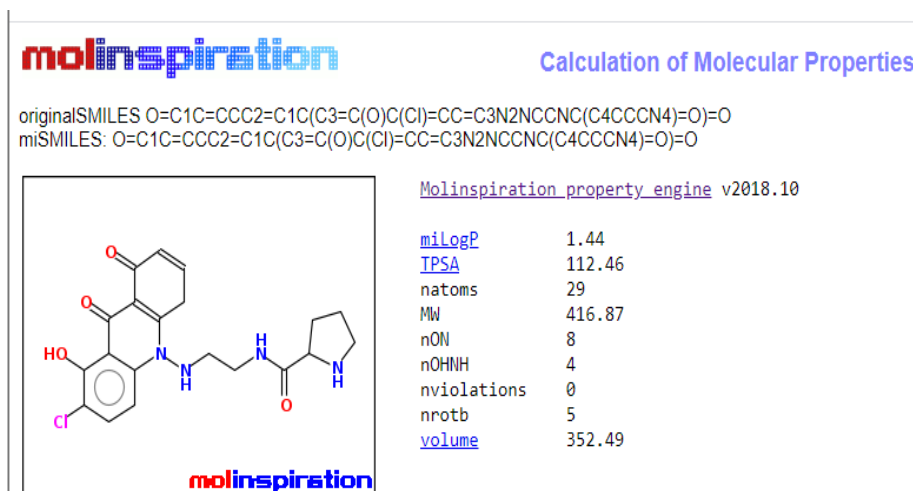 molinspiration
Calculation of Molecular Properties
originalSMILES O=C1C=CCC2=C1C(C3=C(O)C(Cl)=CC=C3N2NCCNC(C4CCCN4)=O)=O
miSMILES: O=C1C=CCC2=C1C(C3=C(O)C(Cl)=CC=C3N2NCCNC(C4CCCN4)=O)=O
Molinspiration property engine v2018.10
miLogP 1.44
TPSA 112.46
natoms 29
MW 416.87
nON 8
nOHNH 4
nviolations 0
nrotb 5
volume 352.49
O
O
HO
N
N
H
H
N
N
H
O
Cl
molinspiration